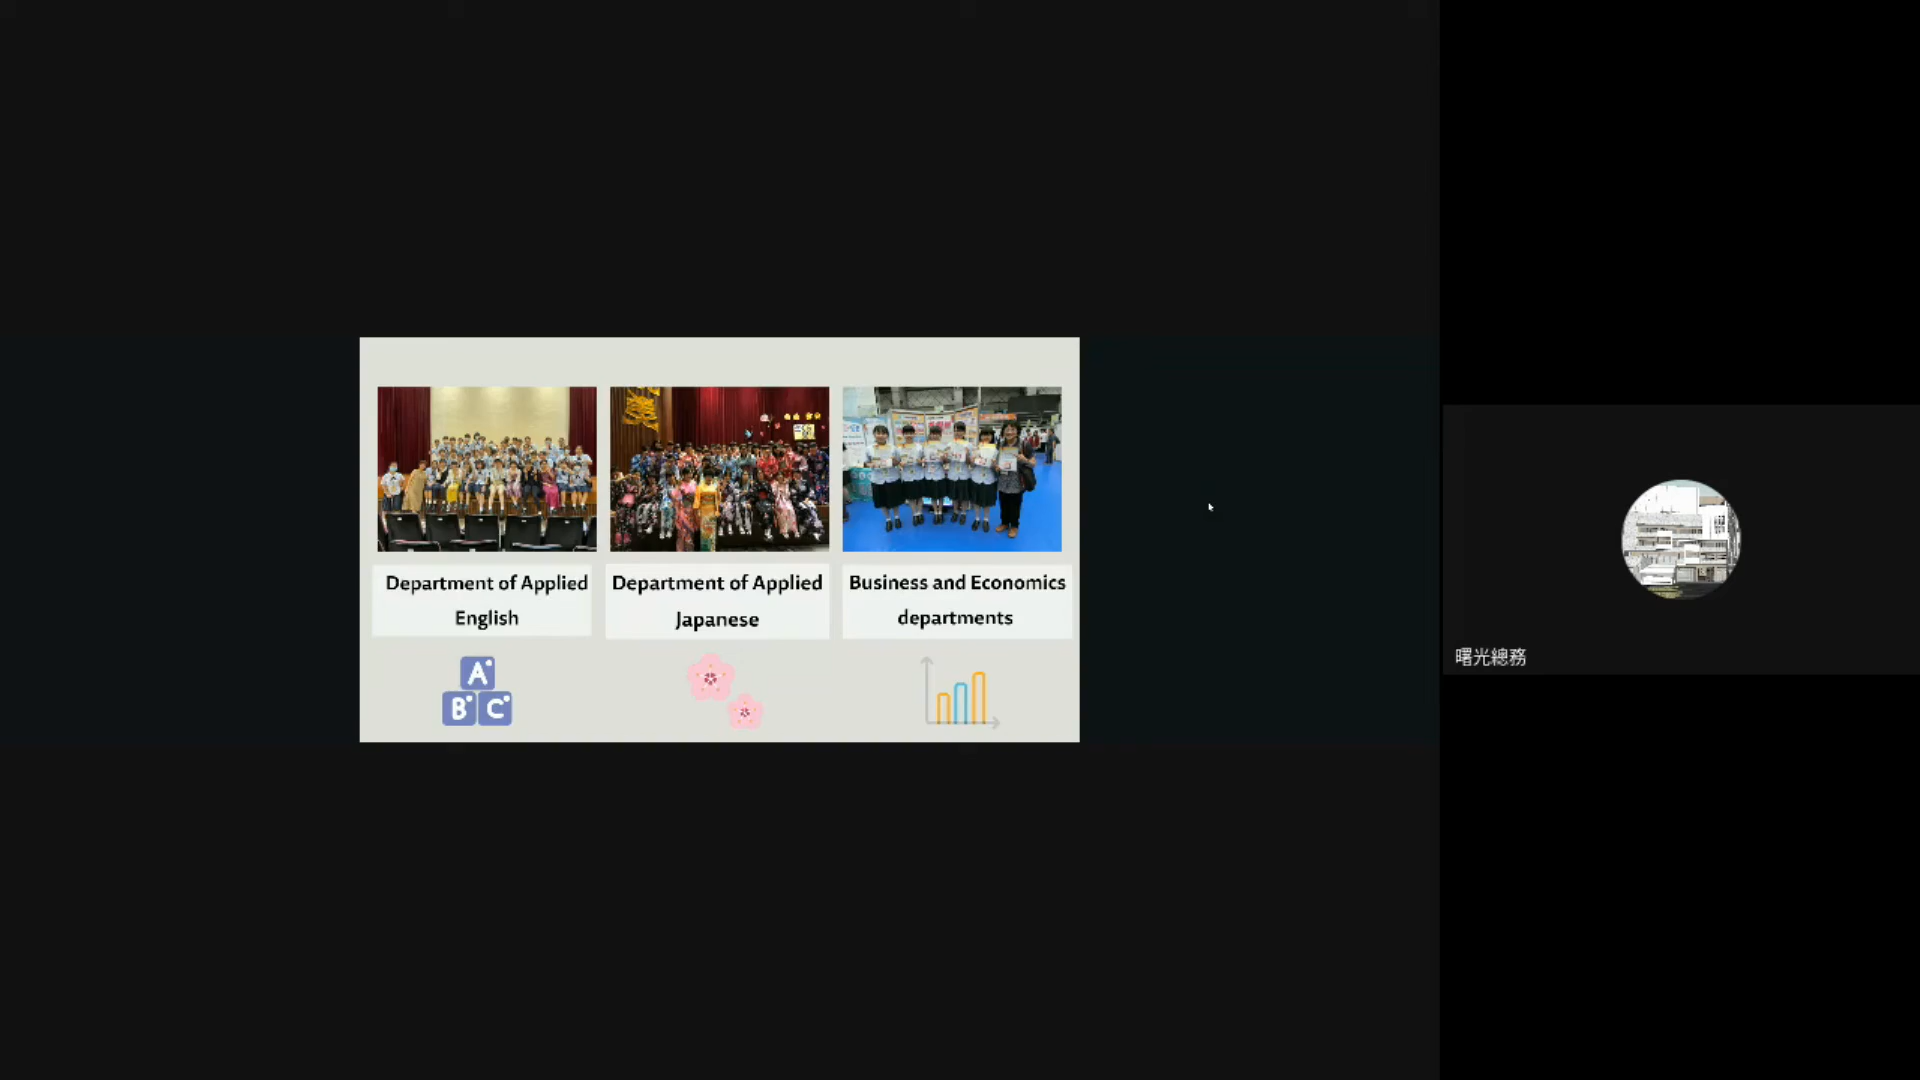 Department of Applied
English
Department of Applied
Japanese
Business and Economics
departments
A
B C
曙光總務